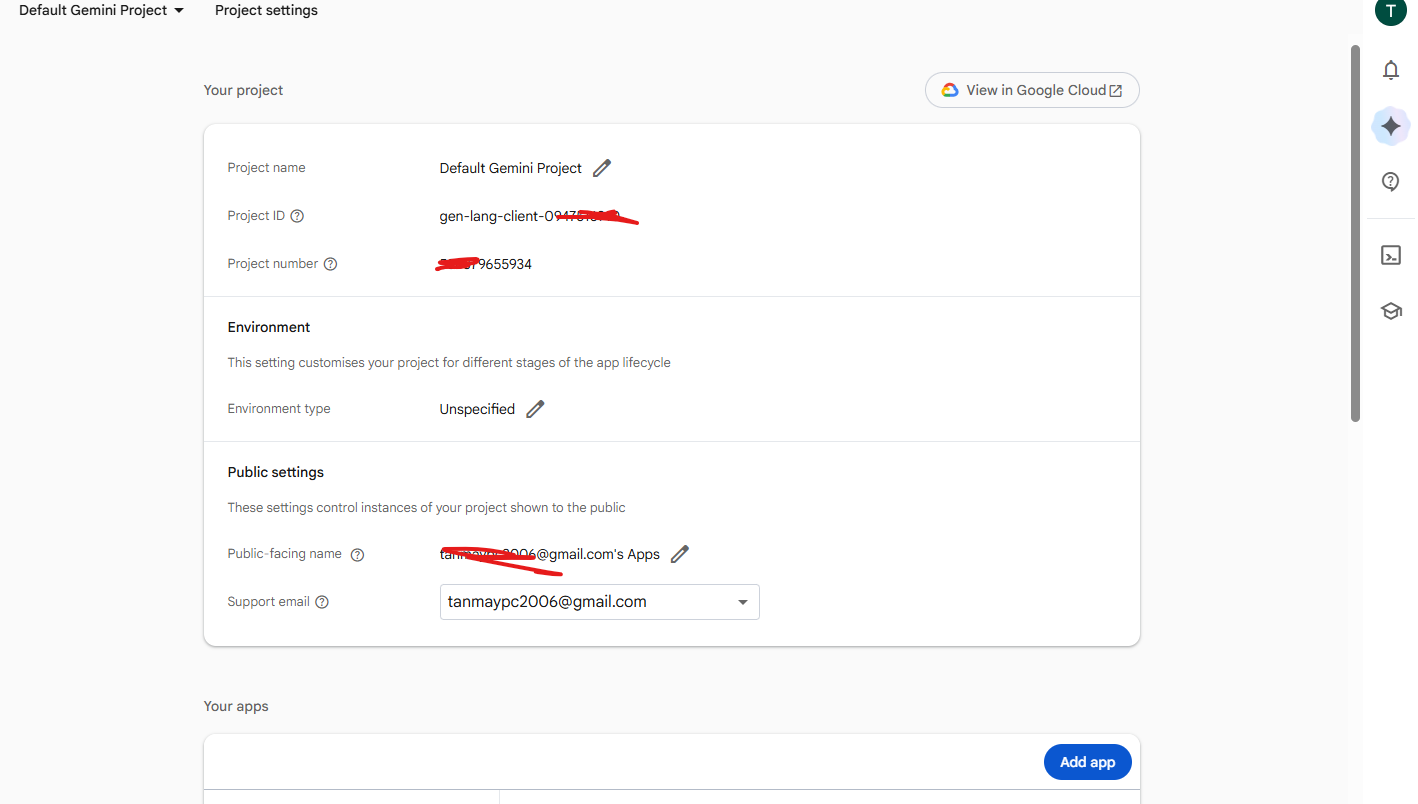 Default Gemini Project
Project settings
T
Your project
View in Google Cloud
Project name
Default Gemini Project
Project ID
gen-lang-client-09
Project number
9655934
Environment
This setting customises your project for different stages of the app lifecycle
Environment type
Unspecified
Public settings
These settings control instances of your project shown to the public
Public-facing name
@gmail.com's Apps
Support email
tanmaypc2006@gmail.com
Your apps
Add app